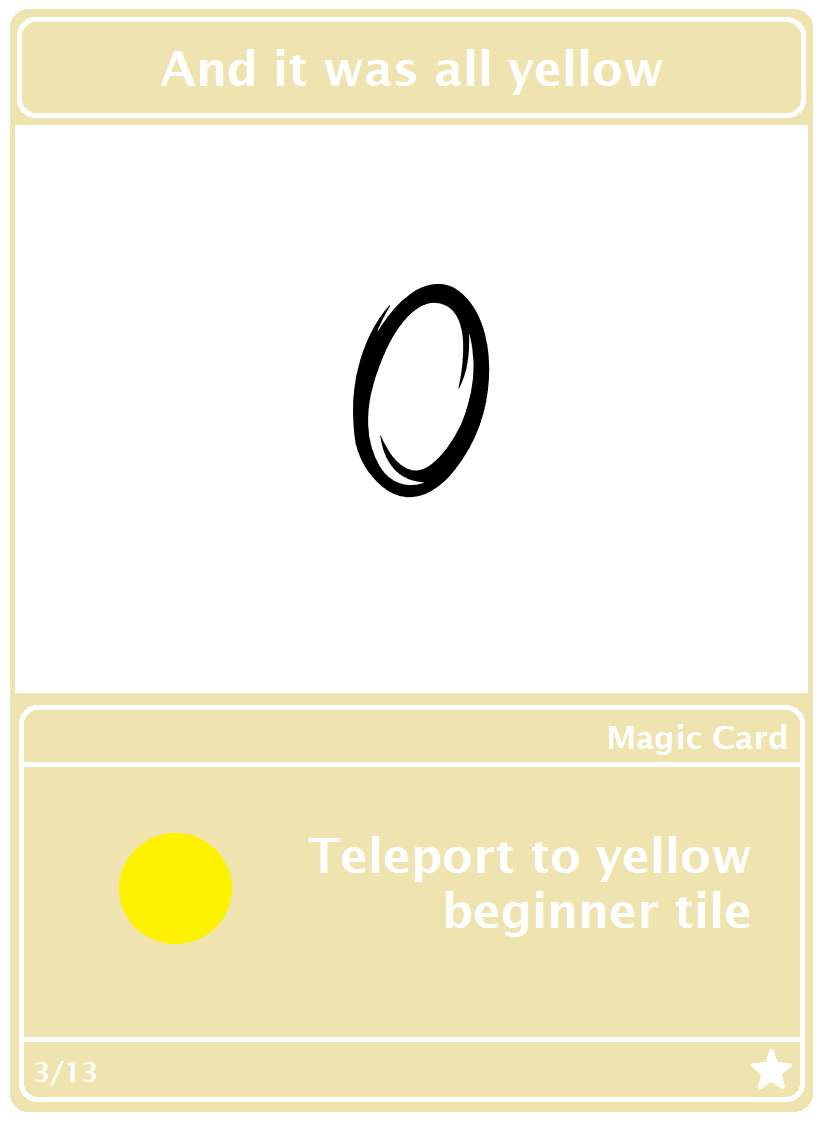 And it was all yellow
Magic Card
Teleport to yellow
beginner tile
3/13